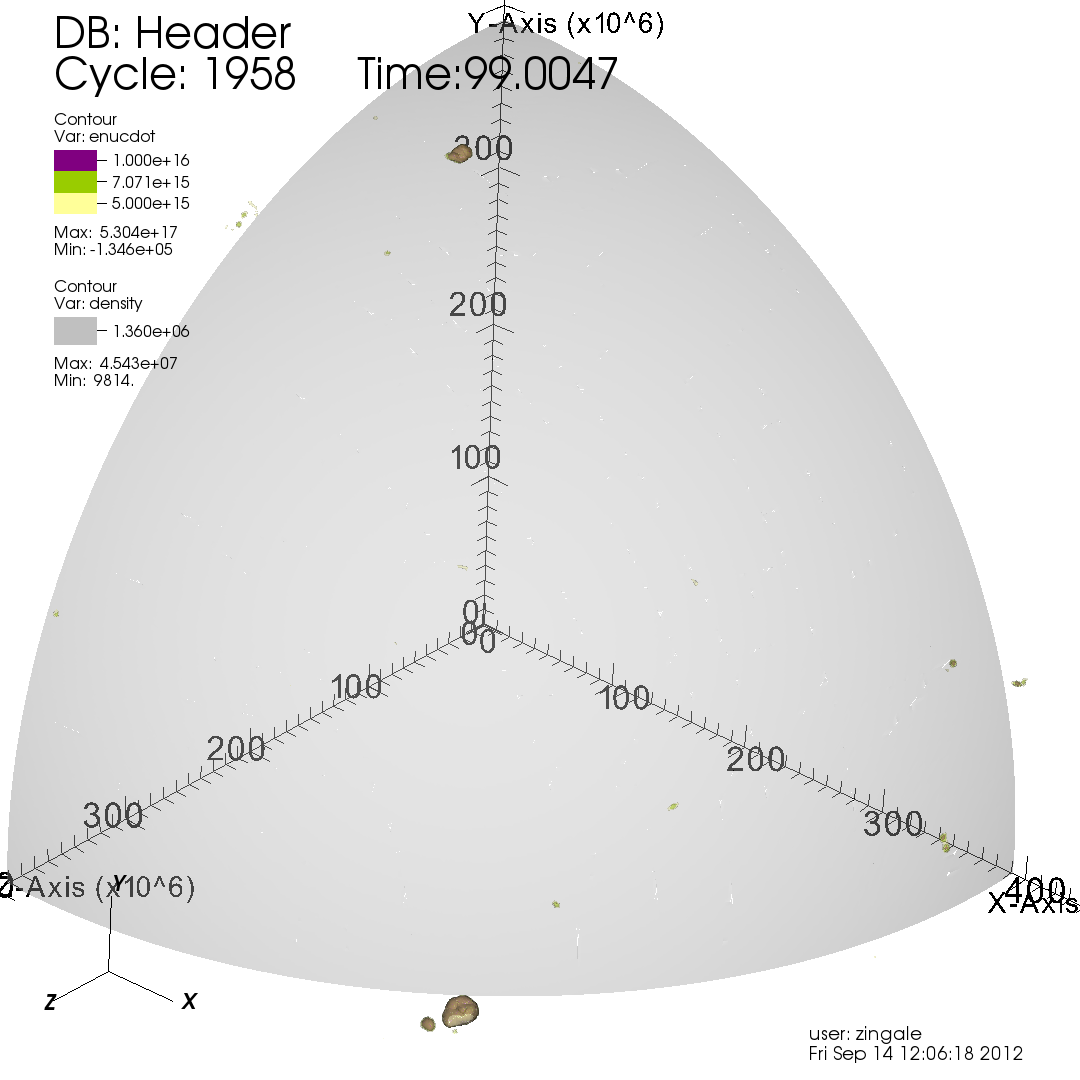 Y-Axis (x10^6)
DB: Header
Cycle: 1958 Time:99.0047
Contour
Var: enucdot
1.000e+16
7.071e+15
5.000e+15
Max: 5.304e+17
Min: -1.346e+05
Contour
Var: density
1.360e+06
Max: 4.543e+07
Min: 9814.
300
200
100
0
0 0
100 100
200 200
300 300
-Axis (x10^6)
400
X-Axis
Y
Z X
user: zingale
Fri Sep 14 12:06:18 2012